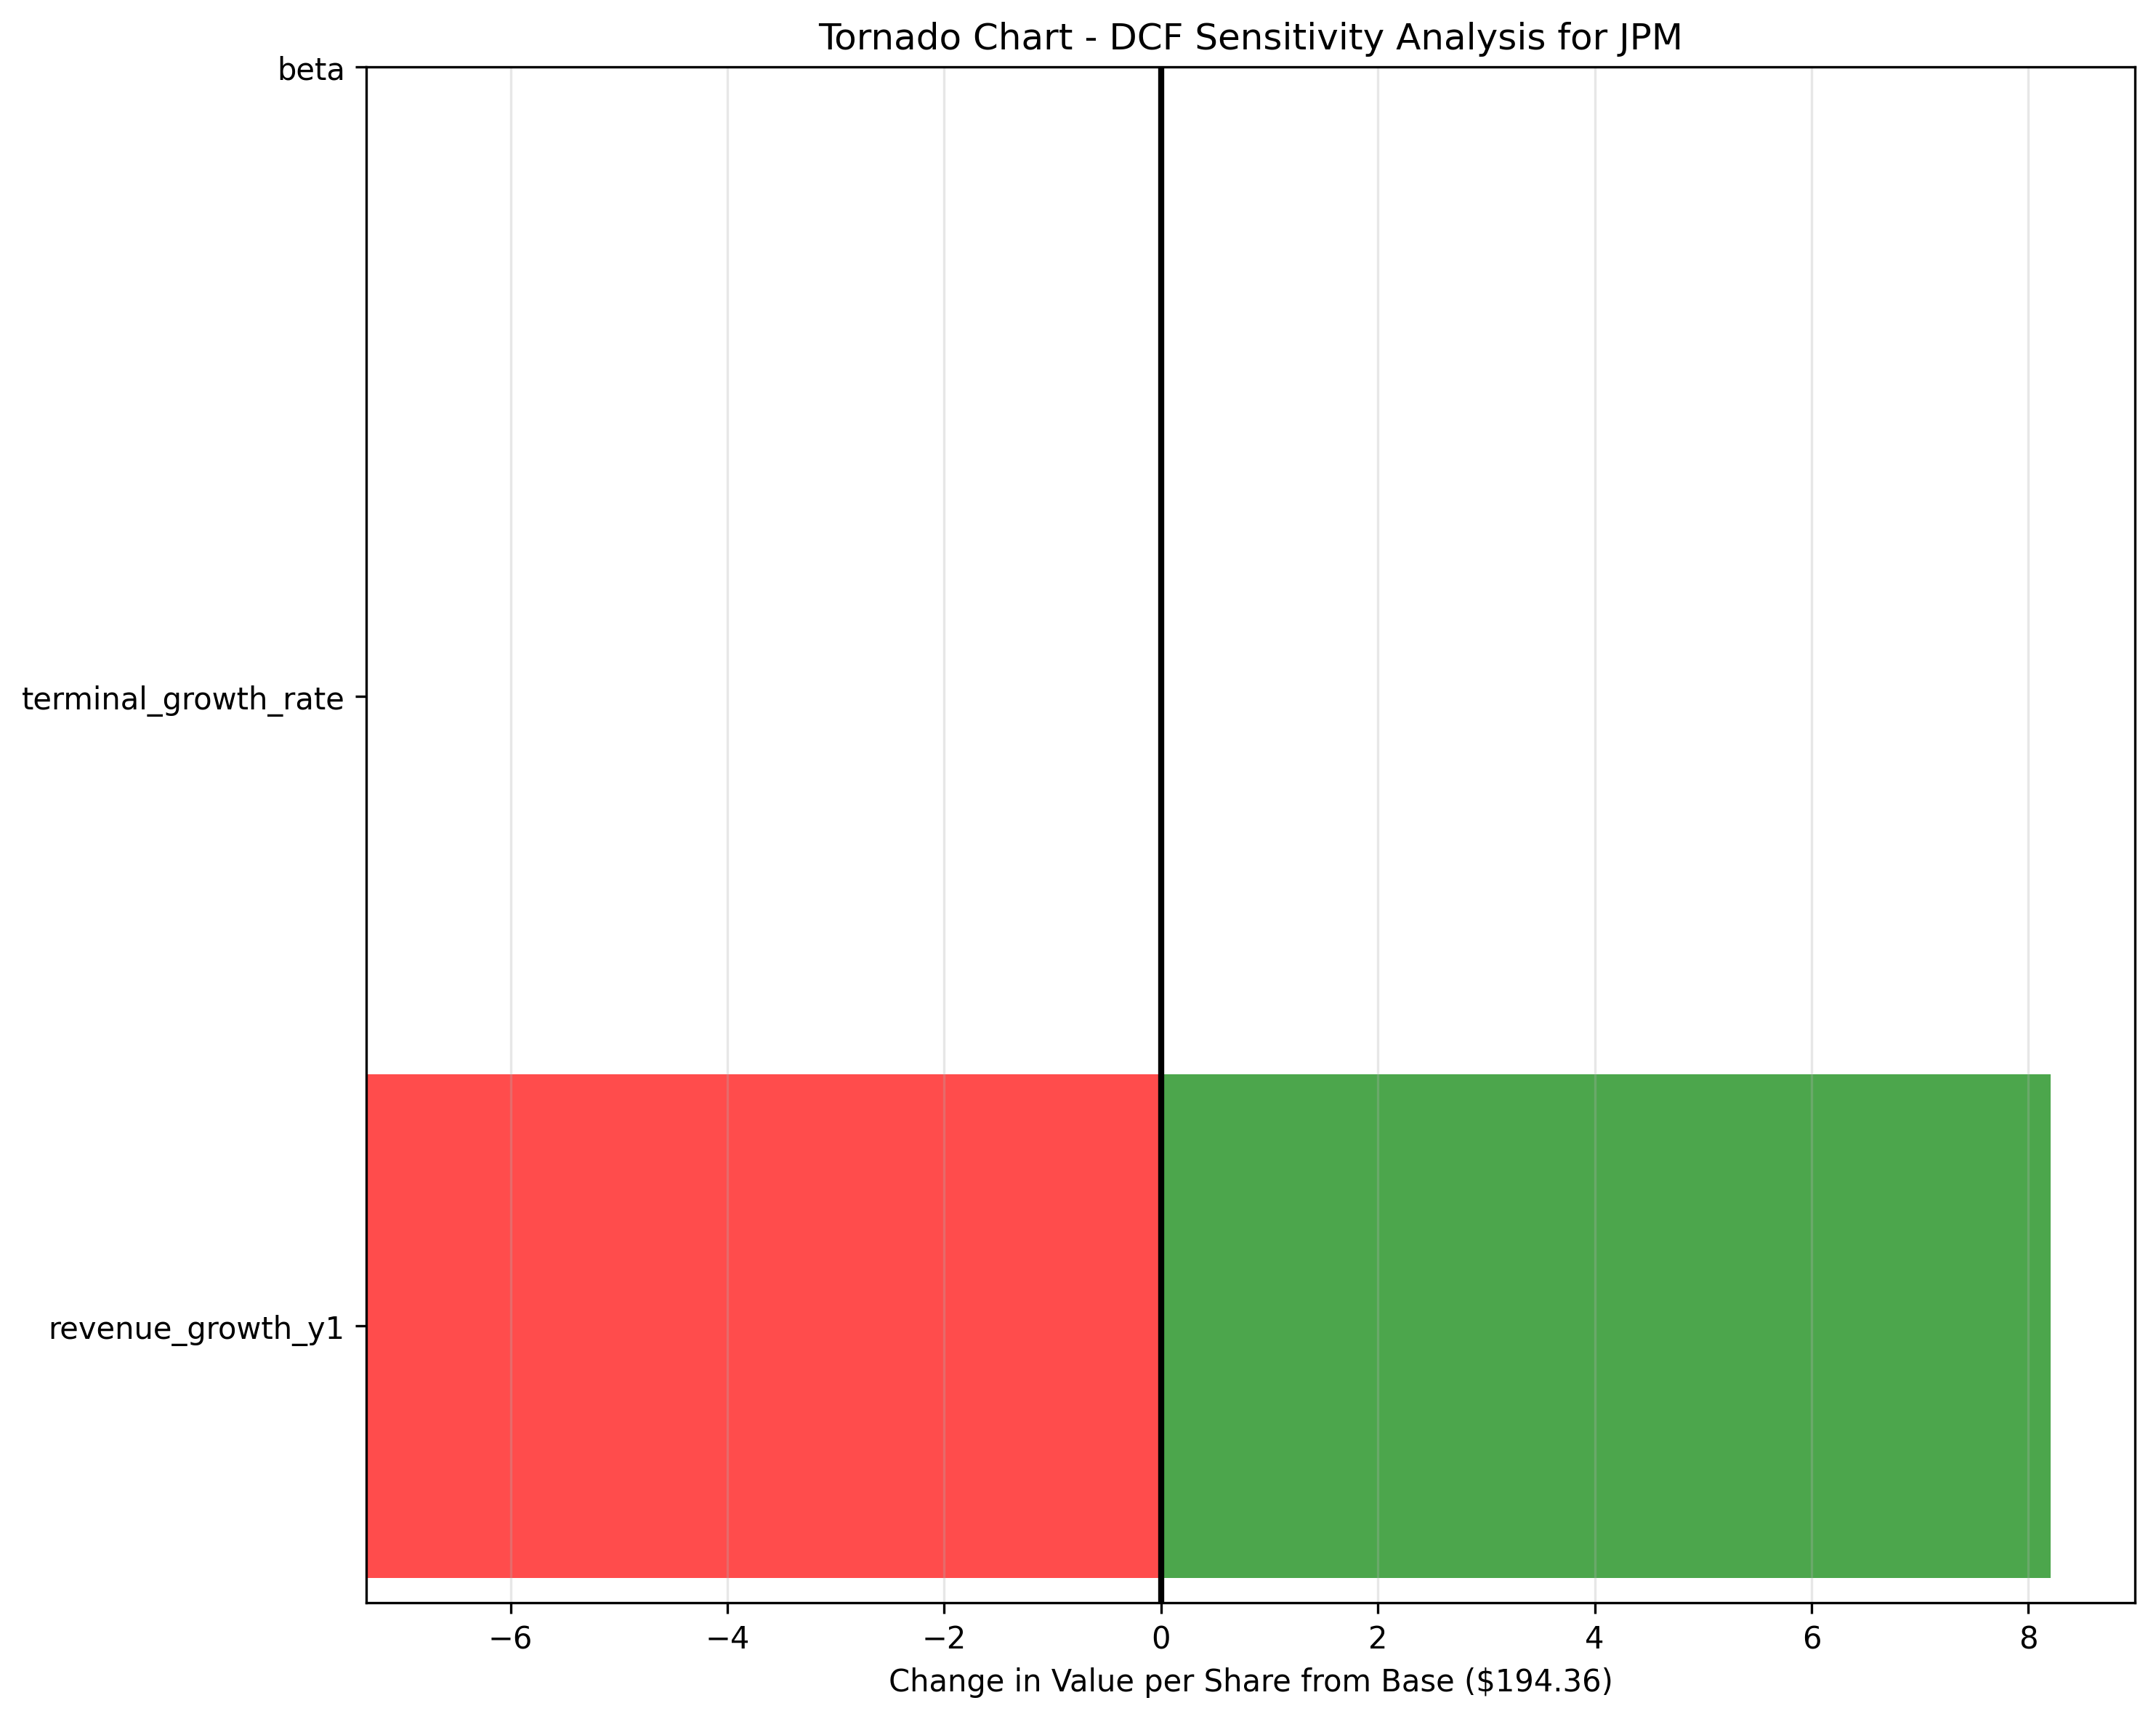 Tornado Chart - DCF Sensitivity Analysis for JPM
beta
terminal_growth_rate
revenue_growth_y1
−6 −4 −2 0 2 4 6 8
Change in Value per Share from Base ($194.36)